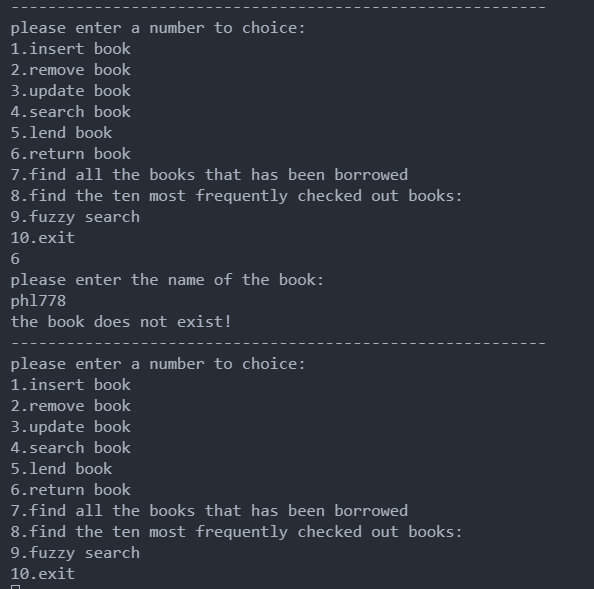 ----------------------------------------------------------
please enter a number to choice:
1.insert book
2.remove book
3.update book
4.search book
5.lend book
6.return book
7.find all the books that has been borrowed
8.find the ten most frequently checked out books:
9.fuzzy search
10.exit
6
please enter the name of the book:
phl778
the book does not exist!
----------------------------------------------------------
please enter a number to choice:
1.insert book
2.remove book
3.update book
4.search book
5.lend book
6.return book
7.find all the books that has been borrowed
8.find the ten most frequently checked out books:
9.fuzzy search
10.exit